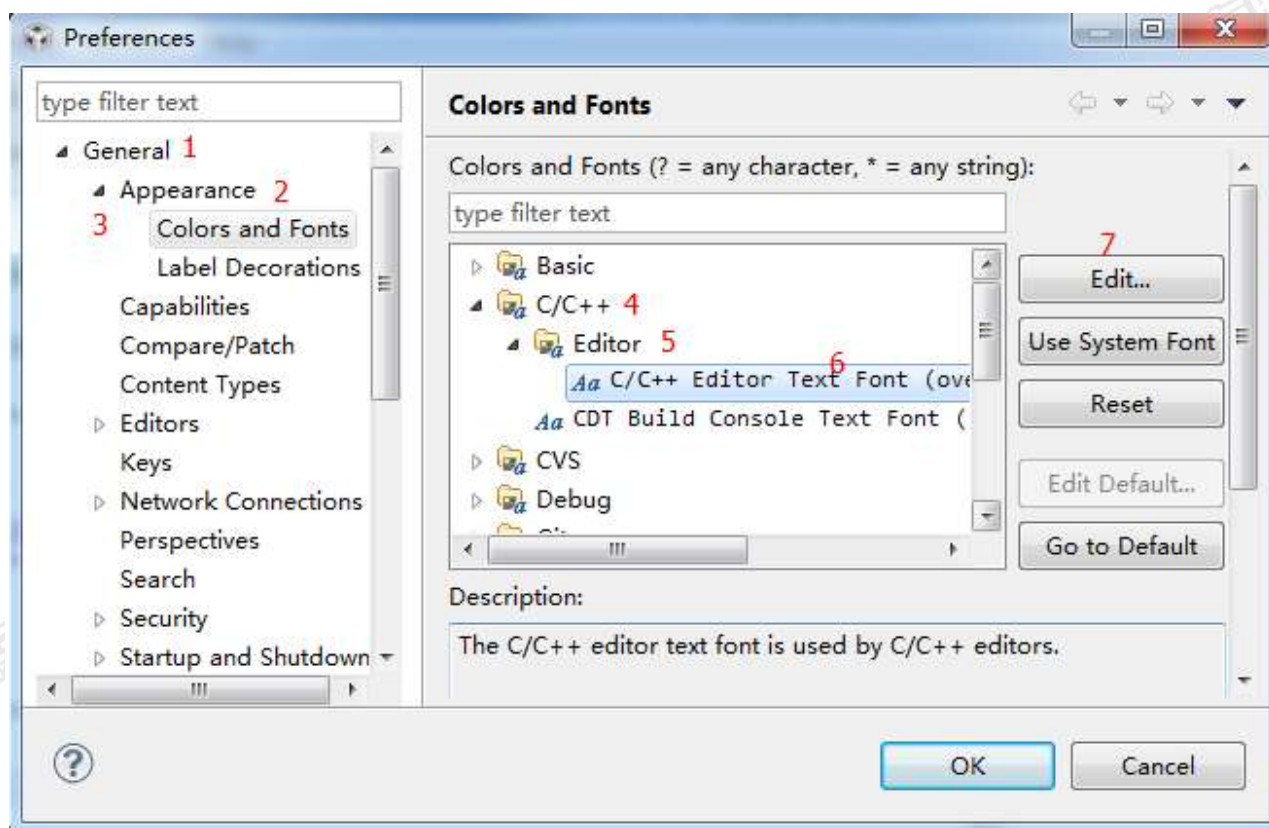 Preferences
type filter text
General 1
Appearance 2
3 Colors and Fonts
Label Decorations
Capabilities
Compare/Patch
Content Types
Editors
Keys
Network Connections
Perspectives
Search
Security
Startup and Shutdown
Colors and Fonts
Colors and Fonts (? = any character, * = any string):
type filter text
Basic
C/C++ 4
Editor 5
6
Aa C/C++ Editor Text Font (ove
Aa CDT Build Console Text Font (
CVS
Debug
7
Edit...
Use System Font
Reset
Edit Default...
Go to Default
Description:
The C/C++ editor text font is used by C/C++ editors.
?
OK
Cancel